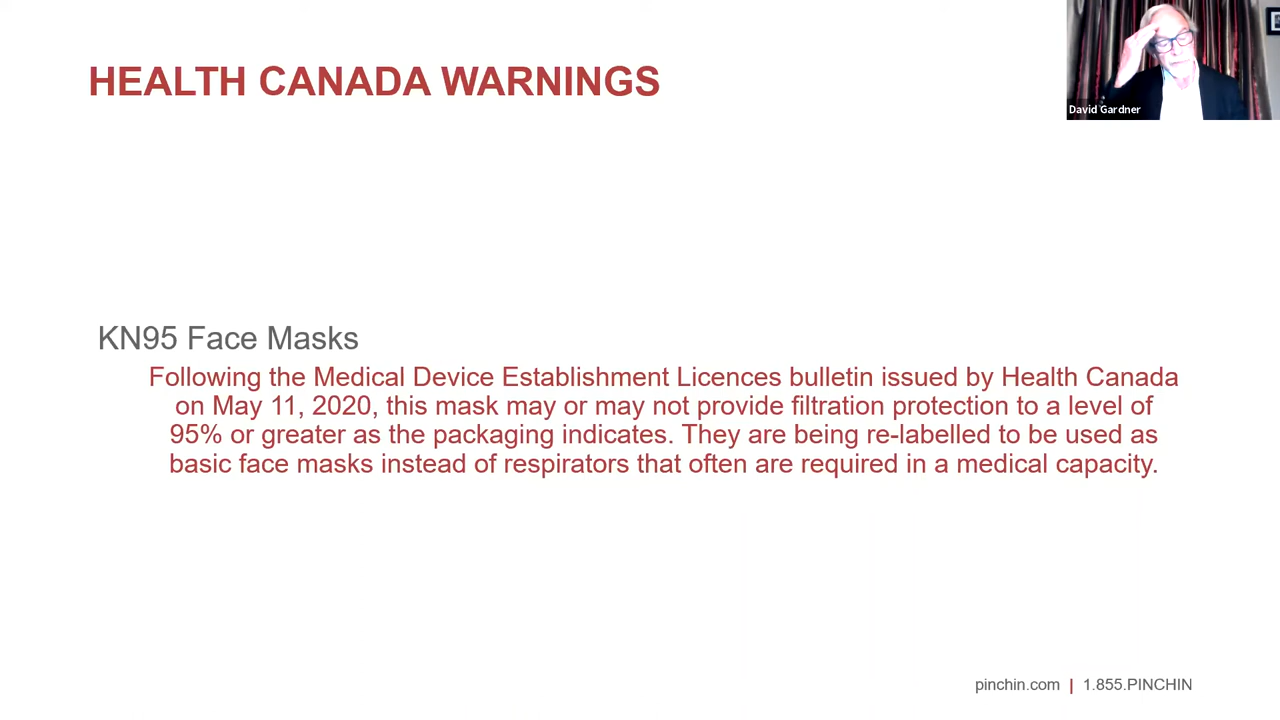 HEALTH CANADA WARNINGS
David Gardner
KN95 Face Masks
Following the Medical Device Establishment Licences bulletin issued by Health Canada
on May 11, 2020, this mask may or may not provide filtration protection to a level of
95% or greater as the packaging indicates. They are being re-labelled to be used as
basic face masks instead of respirators that often are required in a medical capacity.
pinchin.com | 1.855.PINCHIN